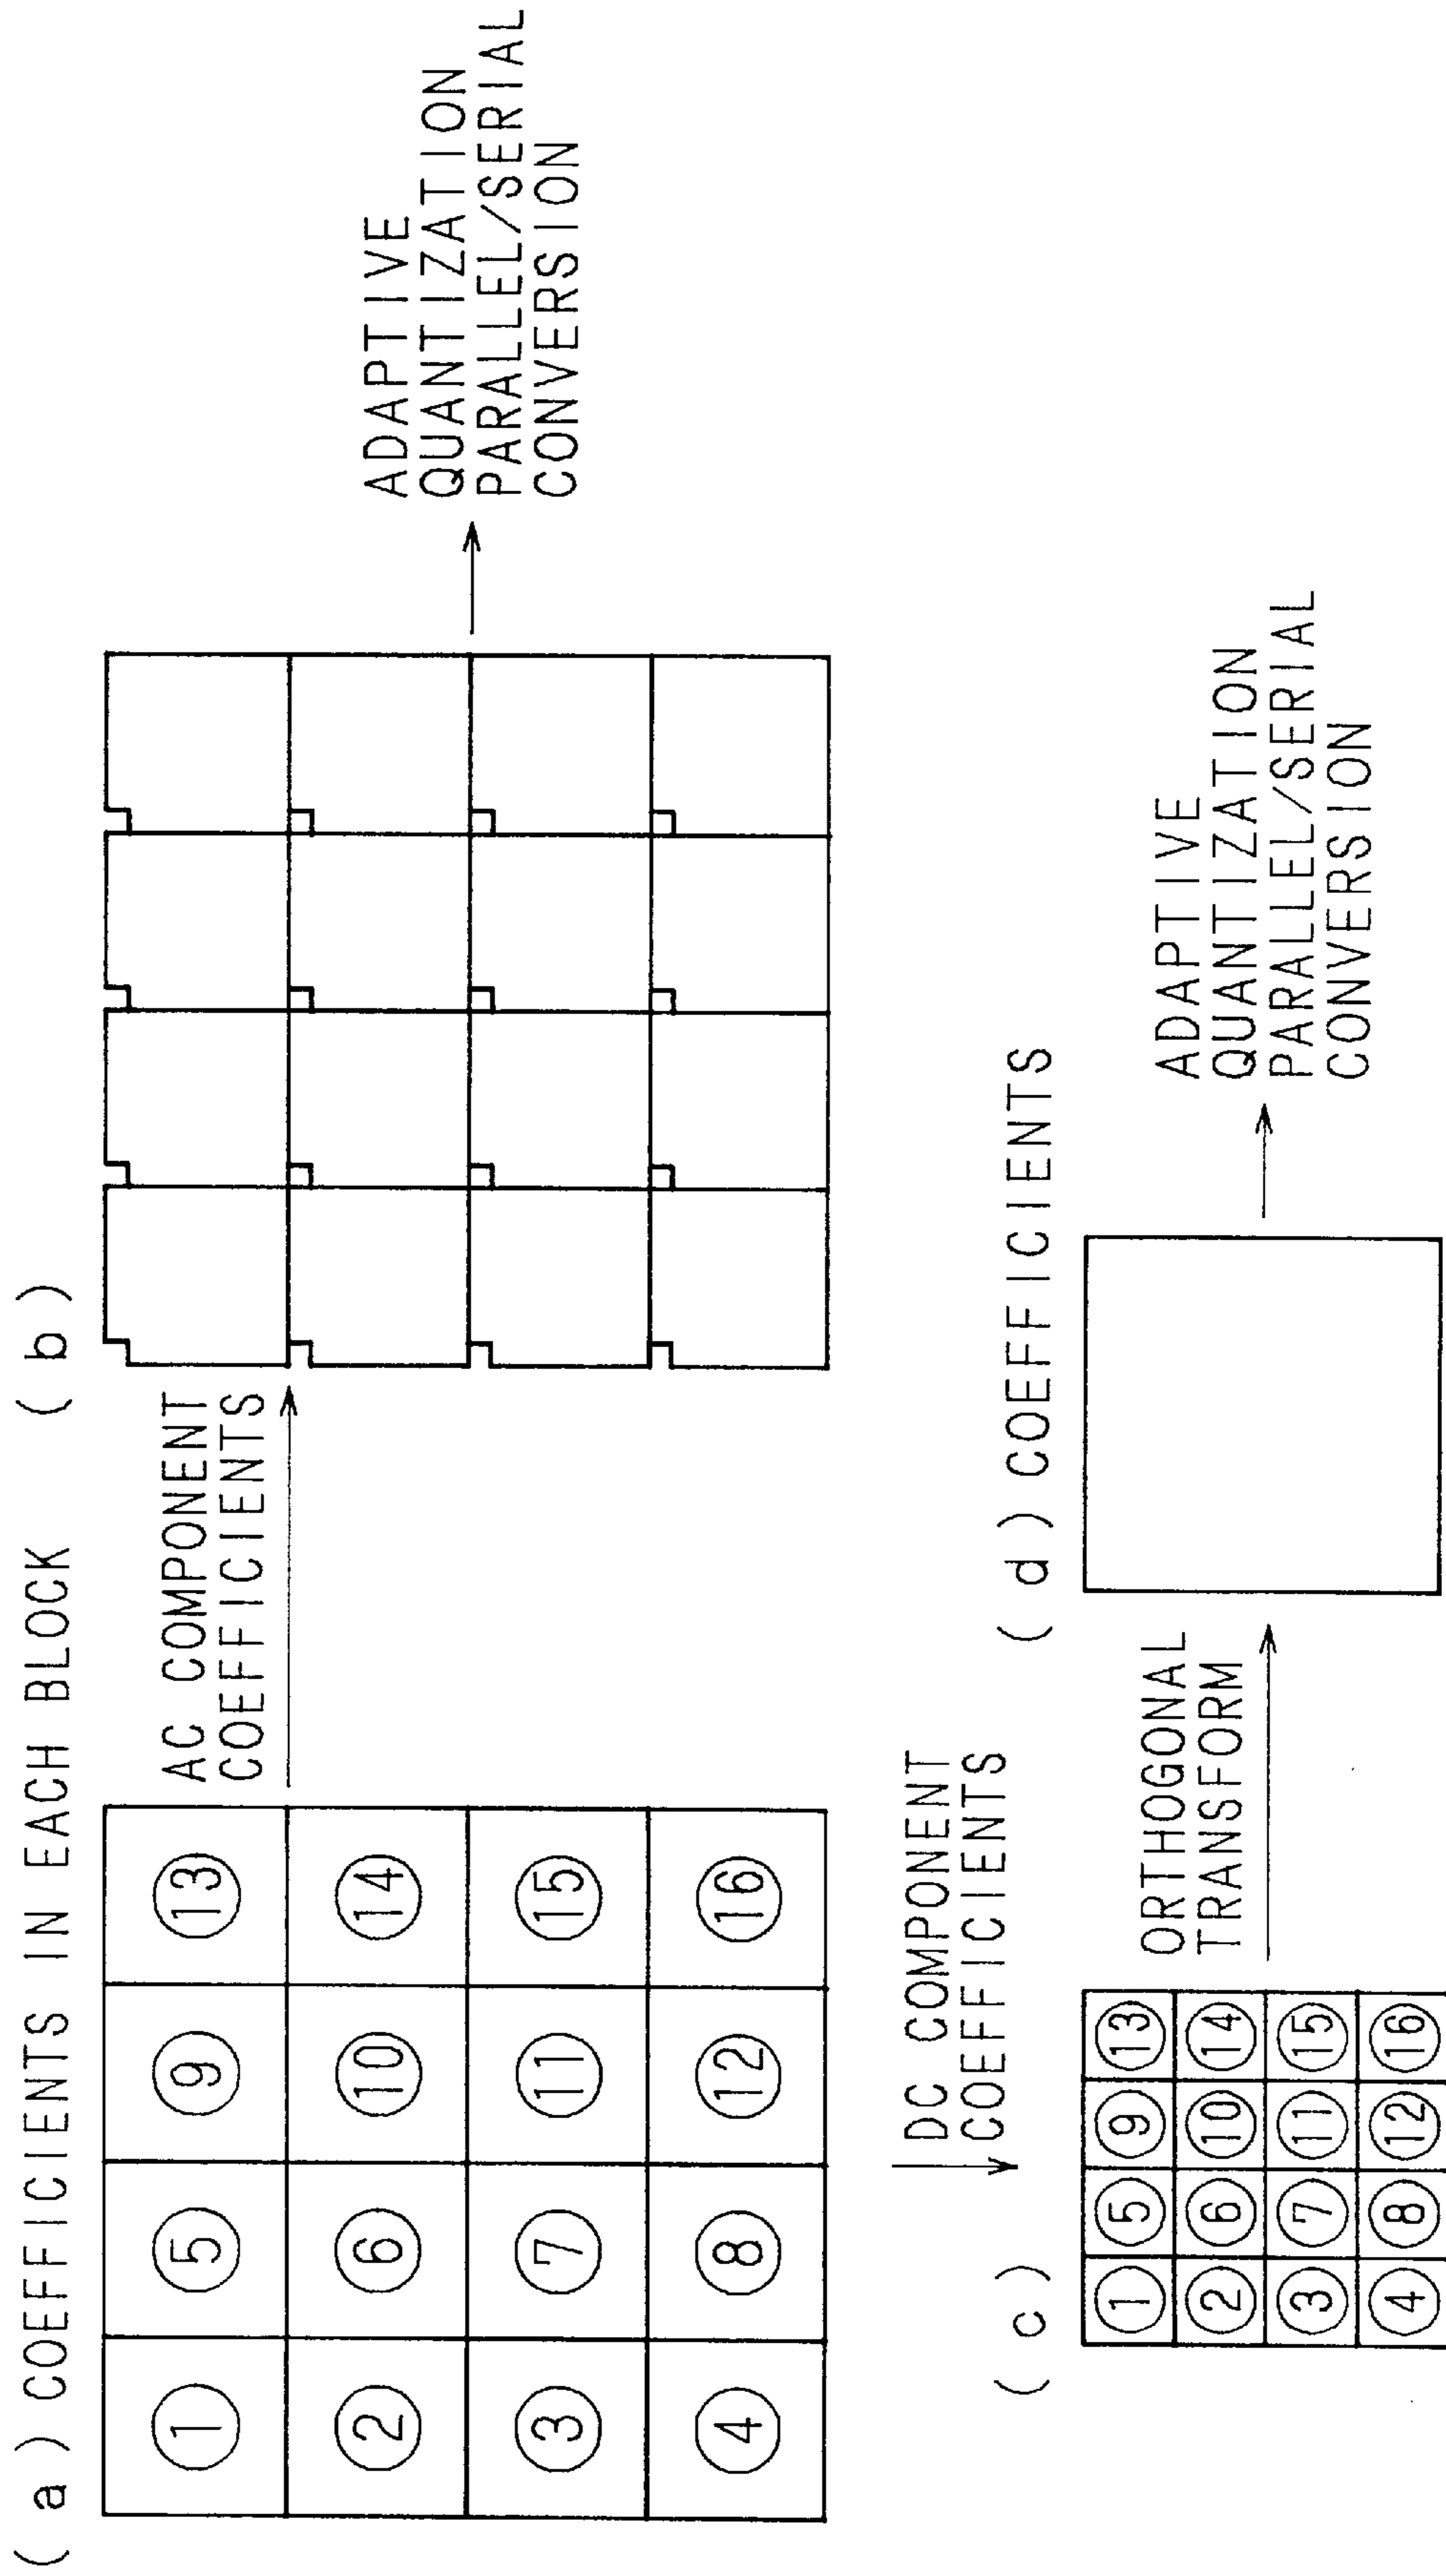 ( a ) COEFFICIENTS IN EACH BLOCK
① ⑤ ⑨ ⑬
② ⑥ ⑩ ⑭
③ ⑦ ⑪ ⑮
④ ⑧ ⑫ ⑯
AC COMPONENT
COEFFICIENTS
( b )
ADAPTIVE
QUANTIZATION
PARALLEL/SERIAL
CONVERSION
DC COMPONENT
COEFFICIENTS
( c )
① ⑤ ⑨ ⑬
② ⑥ ⑩ ⑭
③ ⑦ ⑪ ⑮
④ ⑧ ⑫ ⑯
ORTHOGONAL
TRANSFORM
( d ) COEFFICIENTS
ADAPTIVE
QUANTIZATION
PARALLEL/SERIAL
CONVERSION